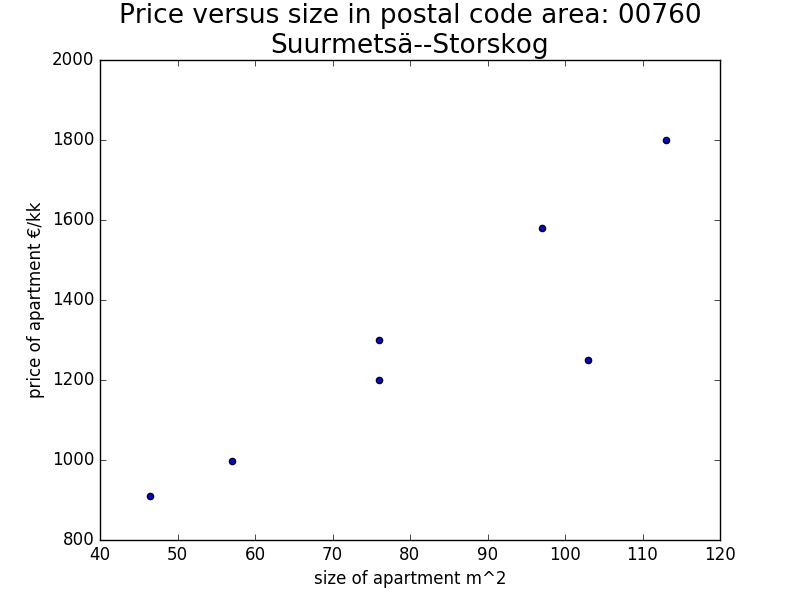 Price versus size in postal code area: 00760
Suurmetsä--Storskog
2000
1800
1600
1400
1200
1000
800
price of apartment €/kk
40 50 60 70 80 90 100 110 120
size of apartment m^2